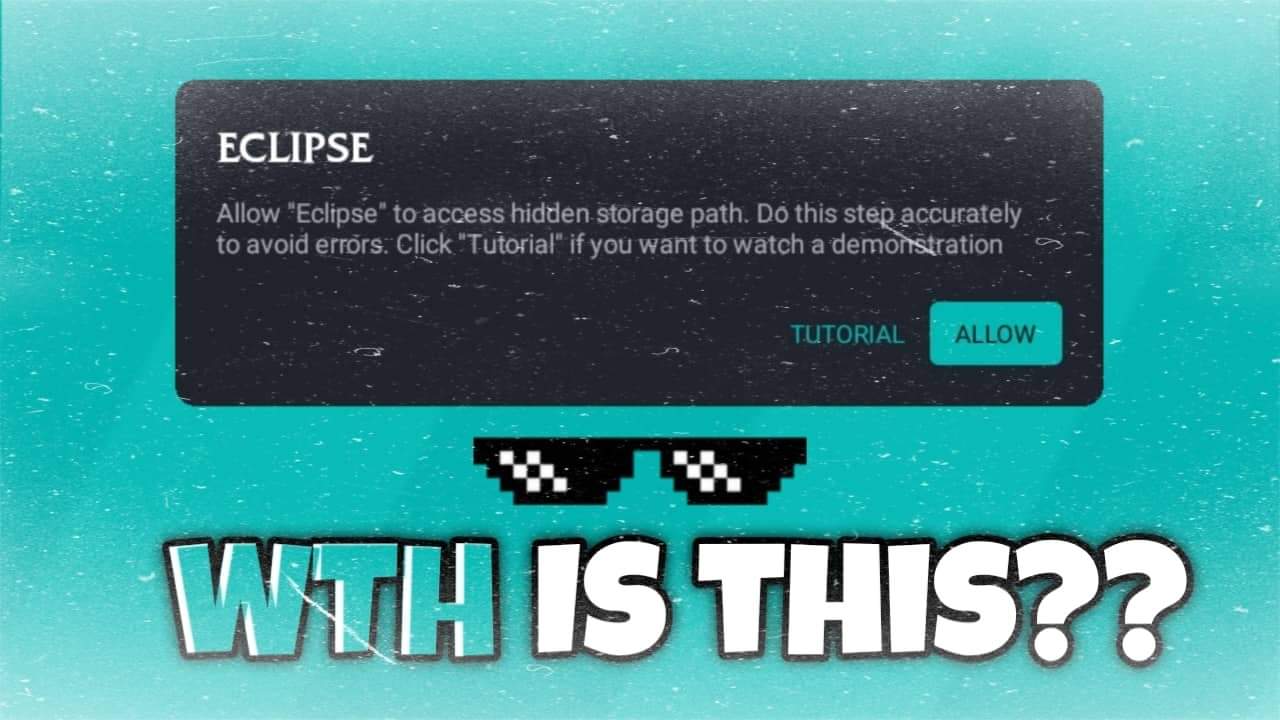 ECLIPSE
Allow "Eclipse" to access hidden storage path. Do this step accurately
to avoid errors. Click "Tutorial" if you want to watch a demonstration
TUTORIAL ALLOW
WTH IS THIS??